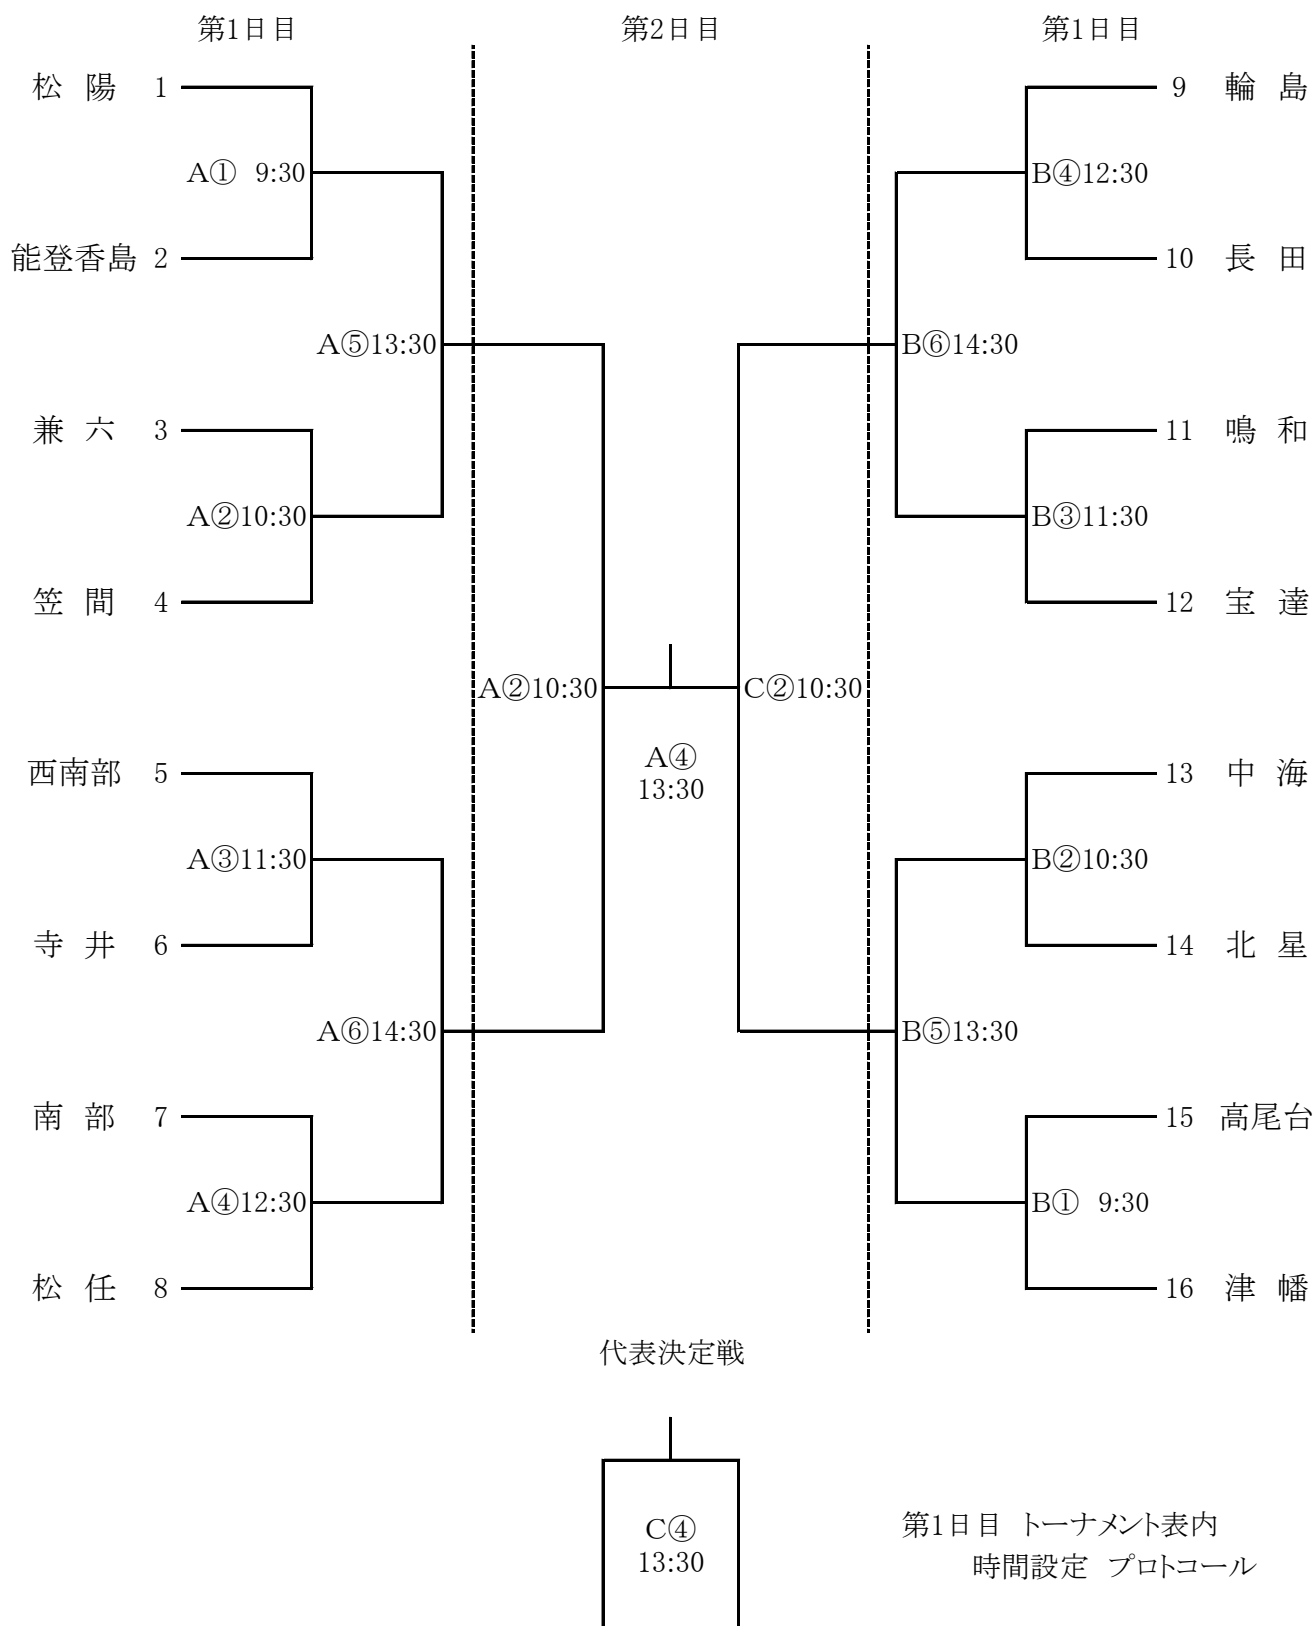 第1日目
第2日目
第1日目
松陽 1
A① 9:30
能登香島 2
A⑤13:30
兼六 3
A②10:30
笠間 4
A②10:30
西南部 5
A③11:30
寺井 6
A⑥14:30
南部 7
A④12:30
松任 8
A④
13:30
9 輪島
B④12:30
10 長田
B⑥14:30
11 鳴和
B③11:30
12 宝達
C②10:30
13 中海
B②10:30
14 北星
B⑤13:30
15 高尾台
B① 9:30
16 津幡
代表決定戦
C④
13:30
第1日目 トーナメント表内
時間設定 プロトコール